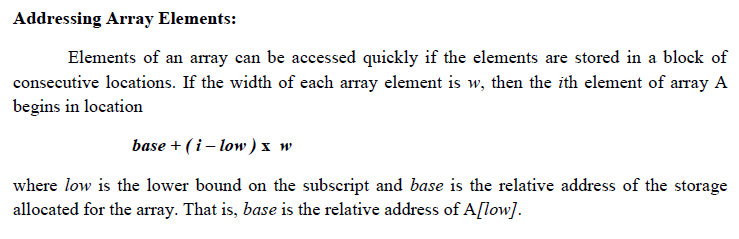 Addressing Array Elements:
Elements of an array can be accessed quickly if the elements are stored in a block of
consecutive locations. If the width of each array element is w, then the ith element of array A
begins in location
base + ( i – low ) x w
where low is the lower bound on the subscript and base is the relative address of the storage
allocated for the array. That is, base is the relative address of A[low].